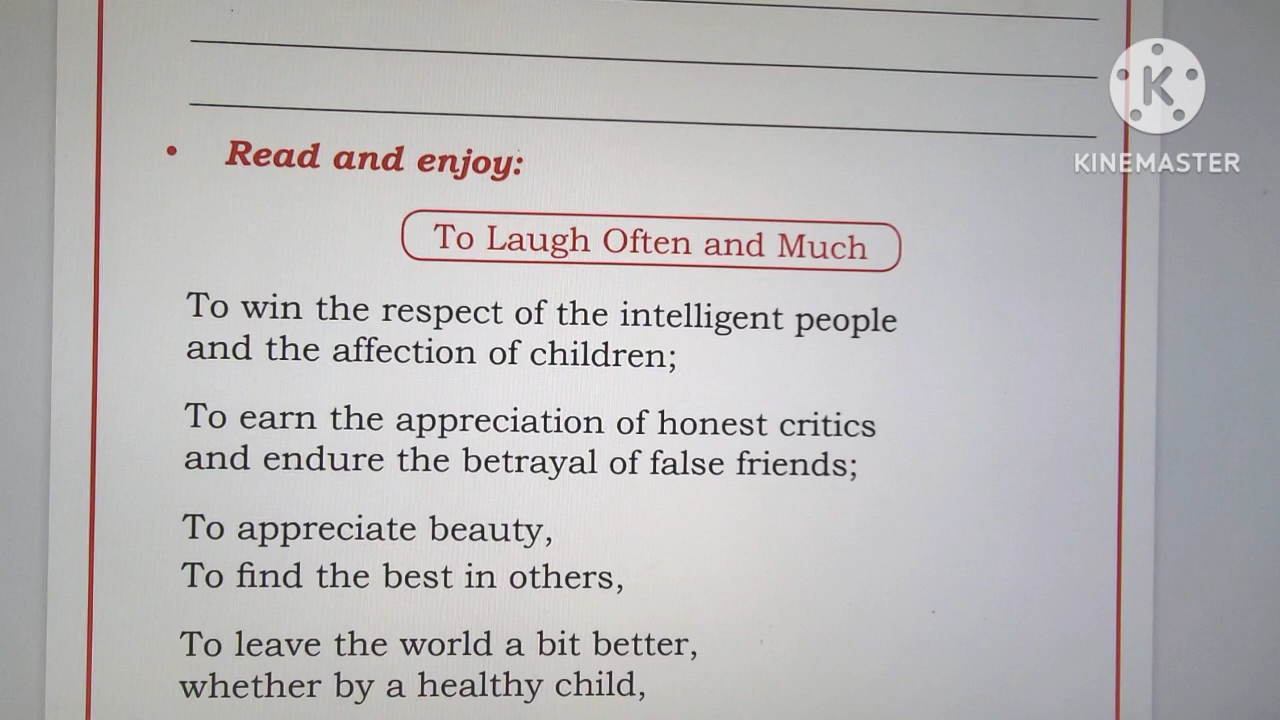 K
KINEMASTER
• Read and enjoy:
To Laugh Often and Much
To win the respect of the intelligent people
and the affection of children;
To earn the appreciation of honest critics
and endure the betrayal of false friends;
To appreciate beauty,
To find the best in others,
To leave the world a bit better,
whether by a healthy child,